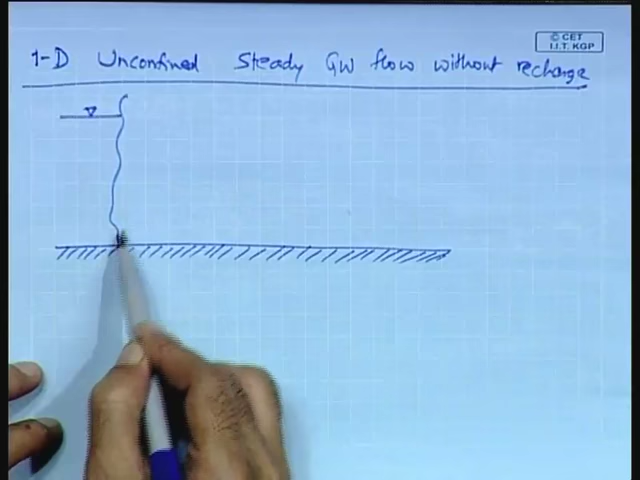 © CET
I.I.T. KGP
1-D Unconfined Steady GW flow without recharge